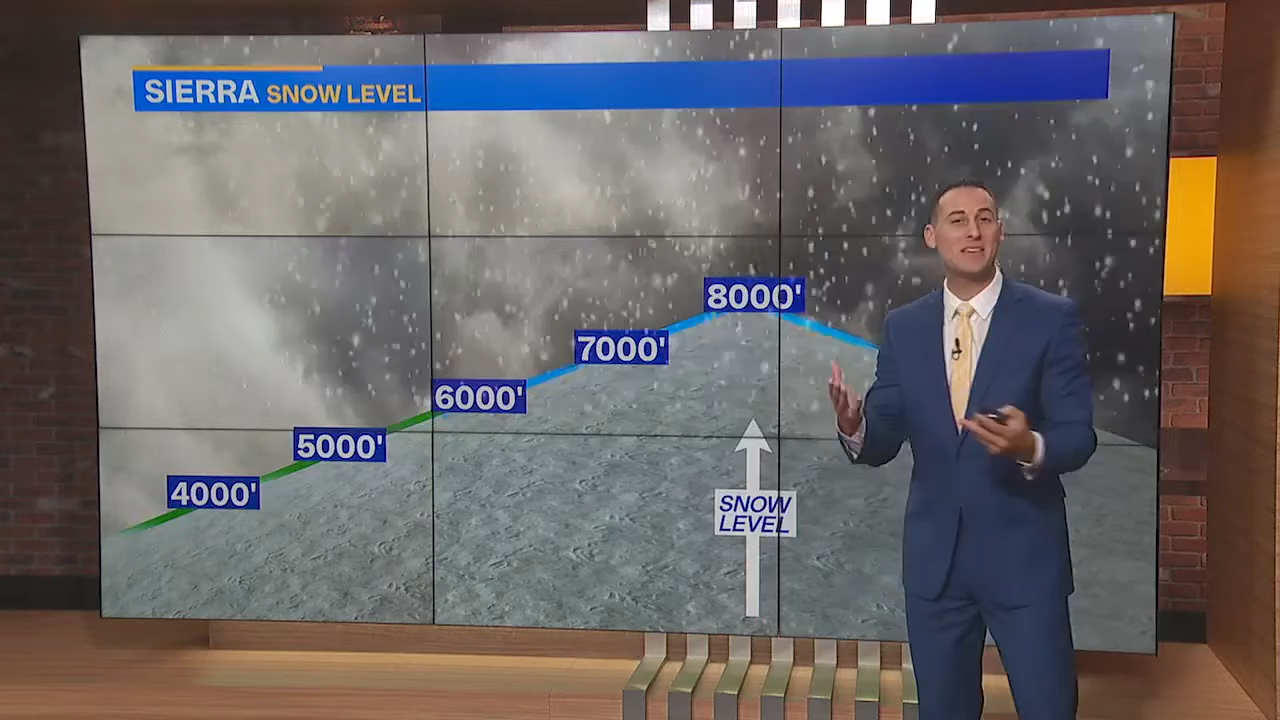 SIERRA SNOW LEVEL
8000'
7000'
6000'
5000'
4000'
SNOW
LEVEL